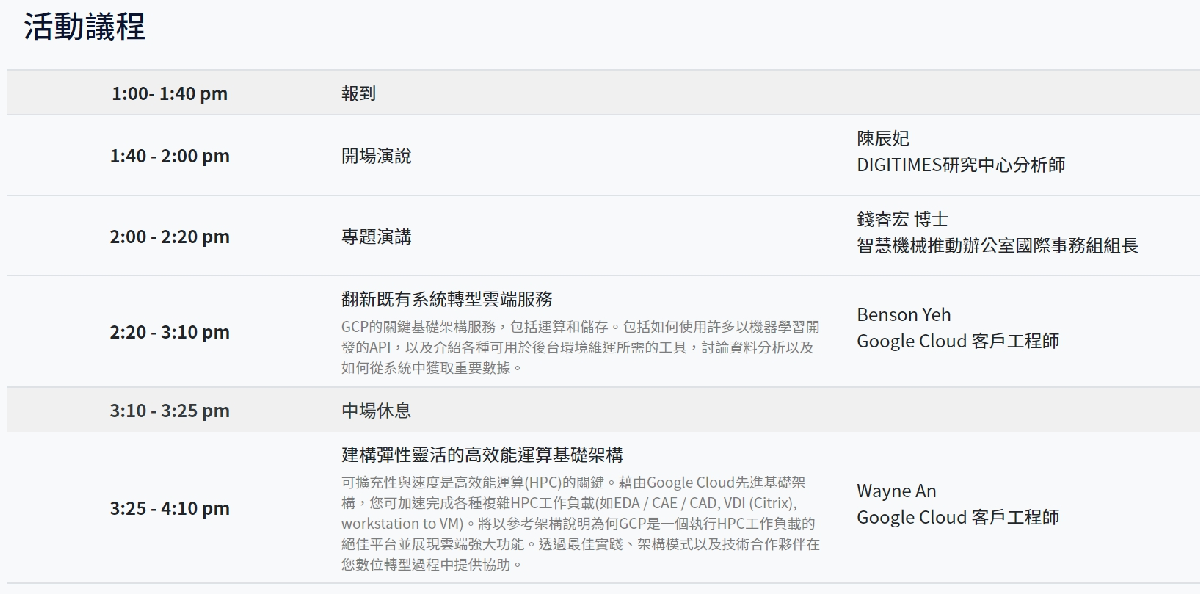 活動議程
1:00- 1:40 pm 報到
1:40 - 2:00 pm 開場演說 陳辰妃
DIGITIMES研究中心分析師
2:00 - 2:20 pm 專題演講 錢睿宏 博士
智慧機械推動辦公室國際事務組組長
2:20 - 3:10 pm
翻新既有系統轉型雲端服務
GCP的關鍵基礎架構服務，包括運算和儲存。包括如何使用許多以機器學習開
發的API，以及介紹各種可用於後台環境維運所需的工具，討論資料分析以及
如何從系統中獲取重要數據。
Benson Yeh
Google Cloud 客戶工程師
3:10 - 3:25 pm 中場休息
3:25 - 4:10 pm
建構彈性靈活的高效能運算基礎架構
可擴充性與速度是高效能運算(HPC)的關鍵。藉由Google Cloud先進基礎架
構，您可加速完成各種複雜HPC工作負載(如EDA / CAE / CAD, VDI (Citrix),
workstation to VM)。將以參考架構說明為何GCP是一個執行HPC工作負載的
絕佳平台並展現雲端強大功能。透過最佳實踐、架構模式以及技術合作夥伴在
您數位轉型過程中提供協助。
Wayne An
Google Cloud 客戶工程師